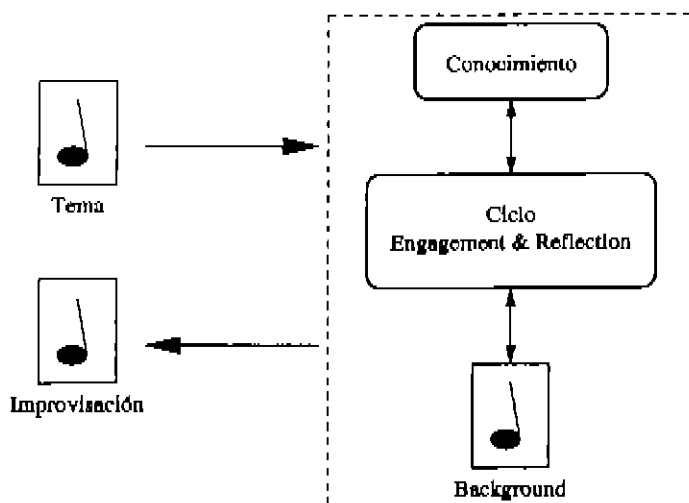 Conocimiento
Tema
Ciclo
Engagement & Reflection
Improvisación
Background